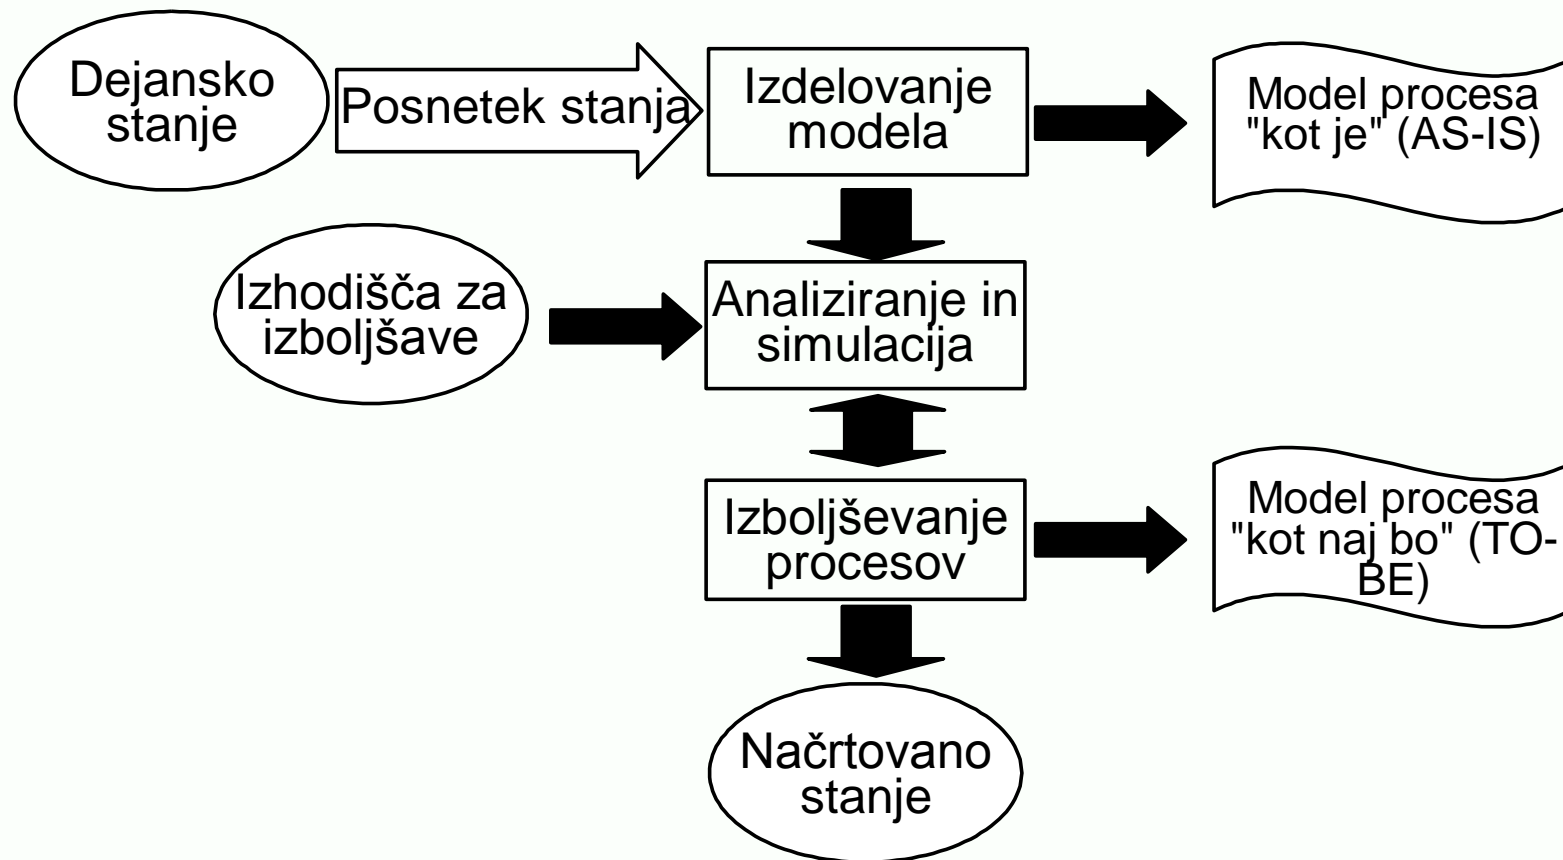 Dejansko
stanje
Posnetek stanja
Izdelovanje
modela
Model procesa
"kot je" (AS-IS)
Izhodišča za
izboljšave
Analiziranje in
simulacija
Izboljševanje
procesov
Model procesa
"kot naj bo" (TO-
BE)
Načrtovano
stanje